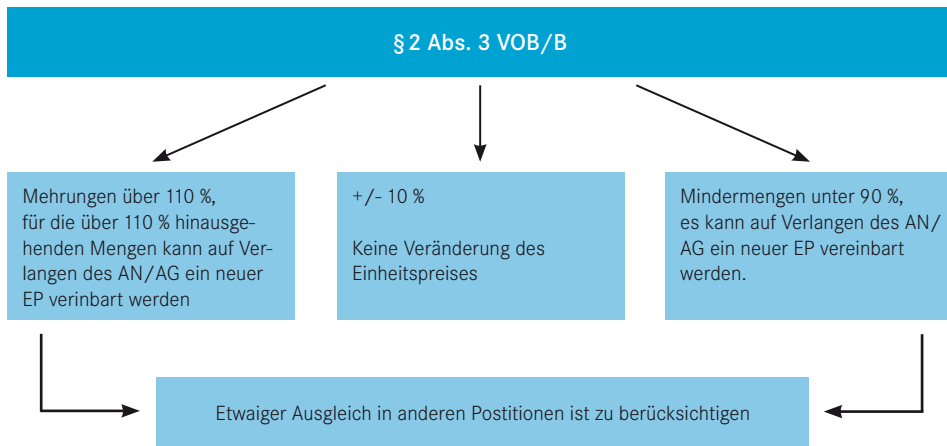 § 2 Abs. 3 VOB/B
Mehrungen über 110 %,
für die über 110 % hinausge-
henden Mengen kann auf Ver-
langen des AN/AG ein neuer
EP verinbart werden
+/- 10 %
Keine Veränderung des
Einheitspreises
Mindermengen unter 90 %,
es kann auf Verlangen des AN/
AG ein neuer EP vereinbart
werden.
Etwaiger Ausgleich in anderen Postitionen ist zu berücksichtigen